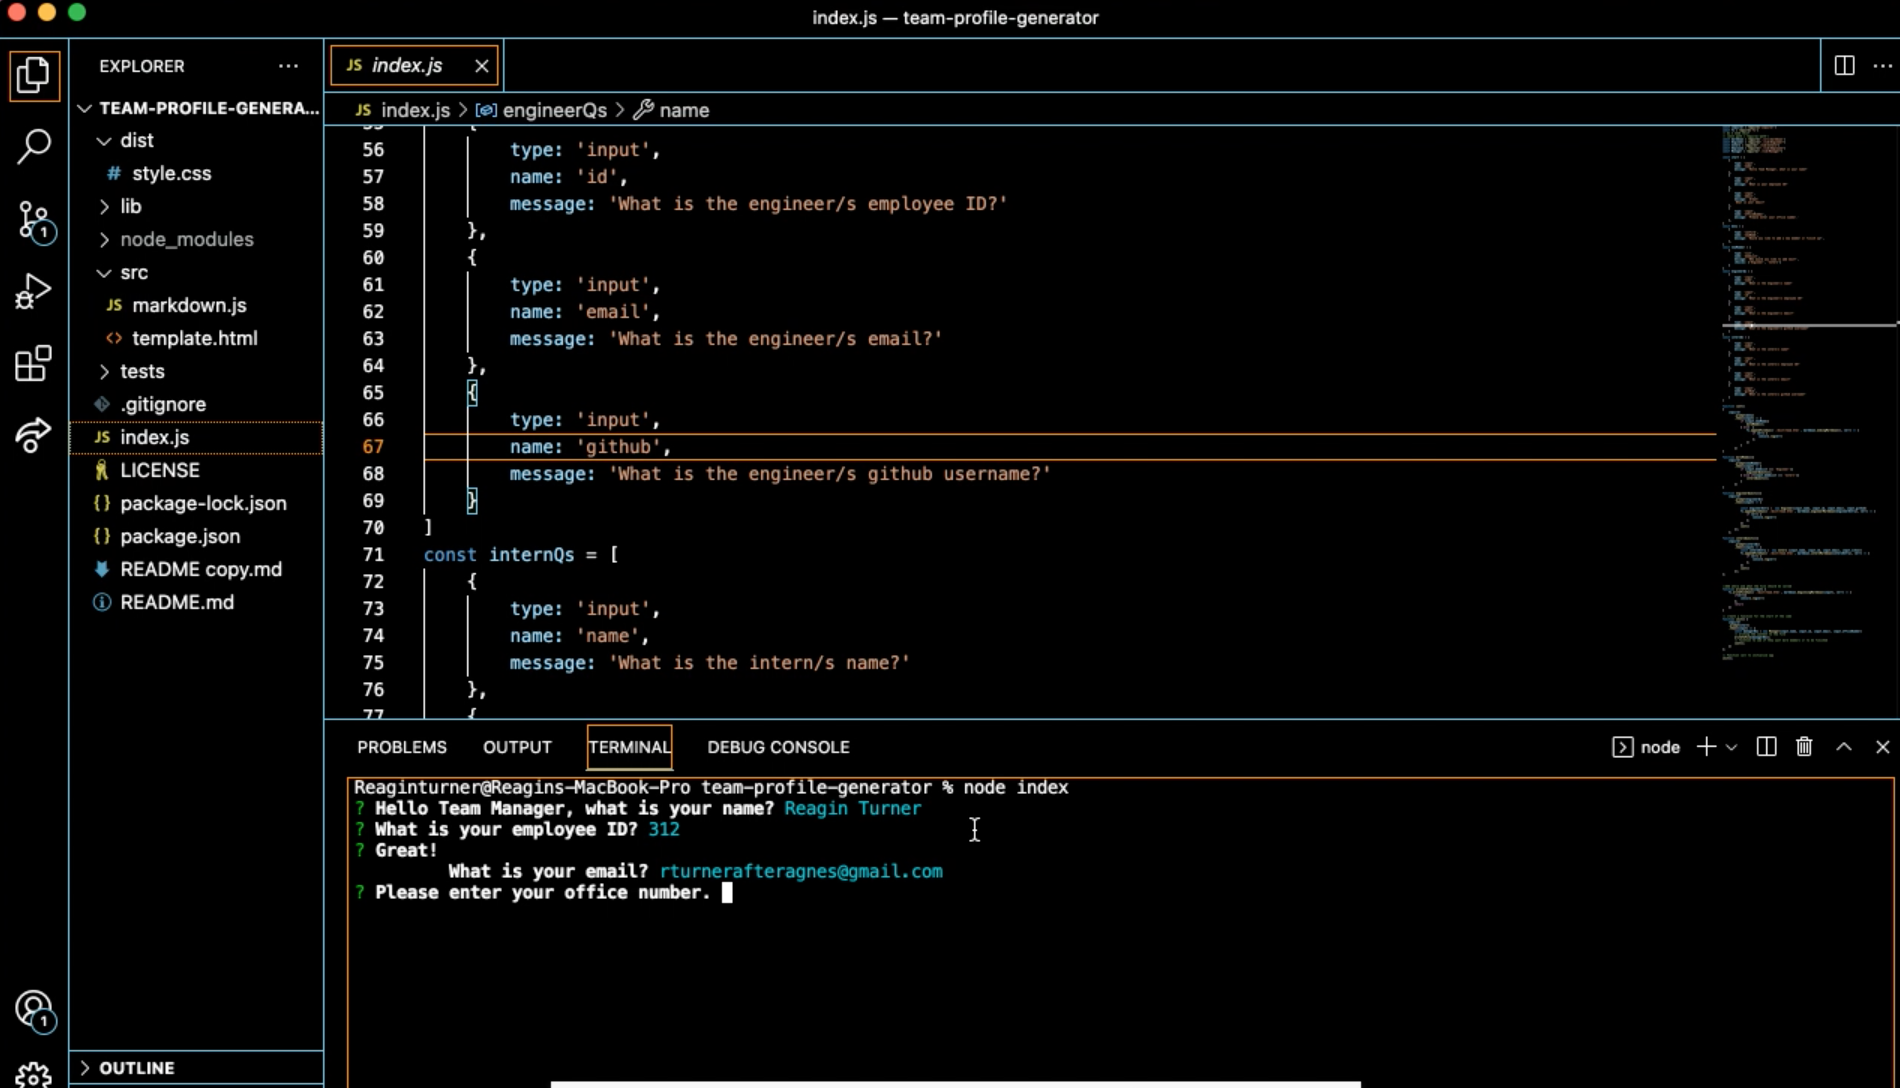 index.js — team-profile-generator
EXPLORER
TEAM-PROFILE-GENERA...
dist
# style.css
lib
node_modules
src
JS markdown.js
<> template.html
tests
.gitignore
JS index.js
LICENSE
{} package-lock.json
{} package.json
README copy.md
README.md
OUTLINE
1
1
JS index.js
JS index.js > engineerQs > name
56 type: 'input',
57 name: 'id',
58 message: 'What is the engineer/s employee ID?'
59 },
60 {
61 type: 'input',
62 name: 'email',
63 message: 'What is the engineer/s email?'
64 },
65 {
66 type: 'input',
67 name: 'github',
68 message: 'What is the engineer/s github username?'
69 }
70 ]
71 const internQs = [
72 {
73 type: 'input',
74 name: 'name',
75 message: 'What is the intern/s name?'
76 },
77 {
PROBLEMS OUTPUT TERMINAL DEBUG CONSOLE
node
Reaginturner@Reagins-MacBook-Pro team-profile-generator % node index
? Hello Team Manager, what is your name? Reagin Turner
? What is your employee ID? 312
? Great!
What is your email? rturnerafteragnes@gmail.com
? Please enter your office number.